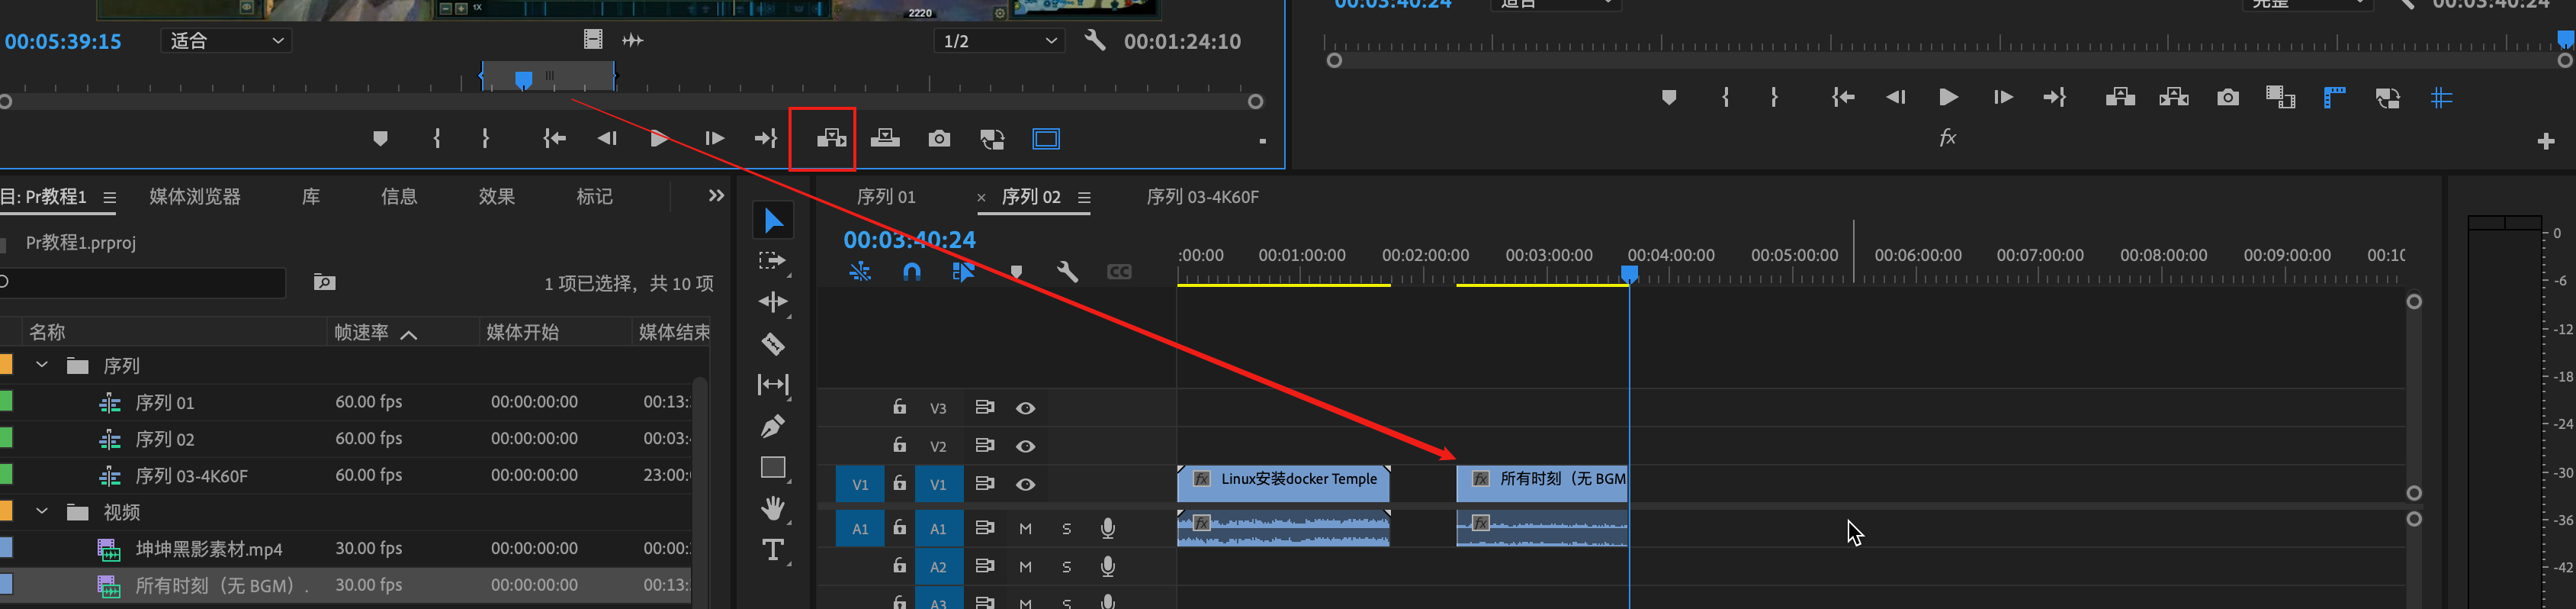 1X
2220
00:05:39:15 适合 1/2 00:01:24:10
00:03:40:24 适合 完整 00:03:40:24
fx
目: Pr教程1 媒体浏览器 库 信息 效果 标记
Pr教程1.prproj
1 项已选择，共 10 项
名称 帧速率 媒体开始 媒体结束
序列
序列 01 60.00 fps 00:00:00:00 00:13:
序列 02 60.00 fps 00:00:00:00 00:03:
序列 03-4K60F 60.00 fps 00:00:00:00 23:00:
视频
坤坤黑影素材.mp4 30.00 fps 00:00:00:00 00:00:
所有时刻（无 BGM）. 30.00 fps 00:00:00:00 00:13:
T
序列 01 × 序列 02 序列 03-4K60F
00:03:40:24
:00:00 00:01:00:00 00:02:00:00 00:03:00:00 00:04:00:00 00:05:00:00 00:06:00:00 00:07:00:00 00:08:00:00 00:09:00:00 00:10
CC
V3
V2
V1 V1 fx Linux安装docker Temple fx 所有时刻（无 BGM
A1 A1 M S fx fx
A2 M S
A3 M S
0
-6
-12
-18
-24
-30
-36
-42